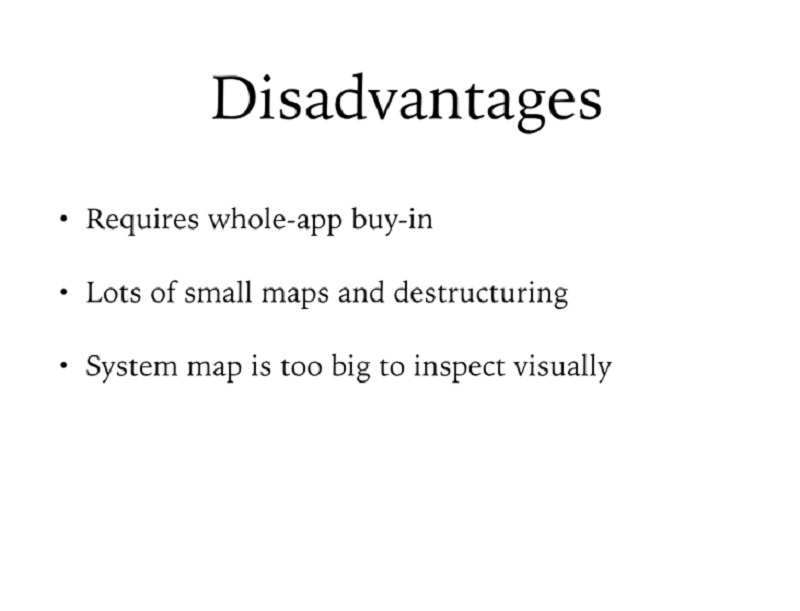 Disadvantages
• Requires whole-app buy-in
• Lots of small maps and destructuring
• System map is too big to inspect visually